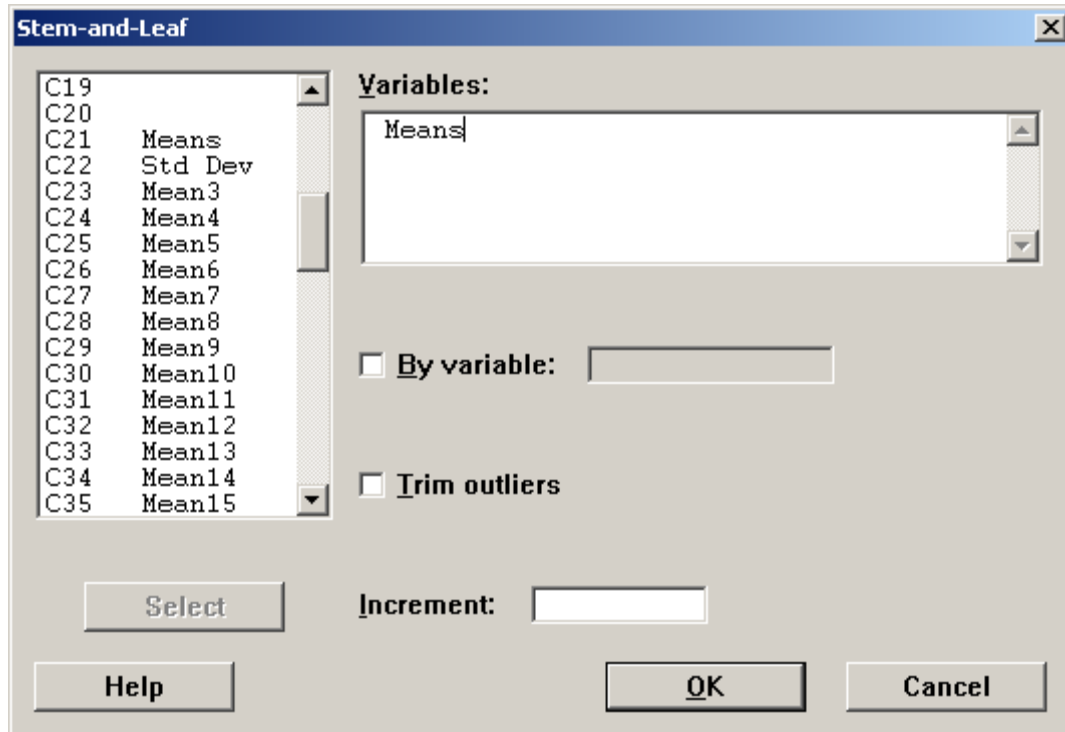 Stem-and-Leaf
C19
C20
C21 Means
C22 Std Dev
C23 Mean3
C24 Mean4
C25 Mean5
C26 Mean6
C27 Mean7
C28 Mean8
C29 Mean9
C30 Mean10
C31 Mean11
C32 Mean12
C33 Mean13
C34 Mean14
C35 Mean15
Variables:
Means
By variable:
Trim outliers
Select
Increment:
Help
OK
Cancel